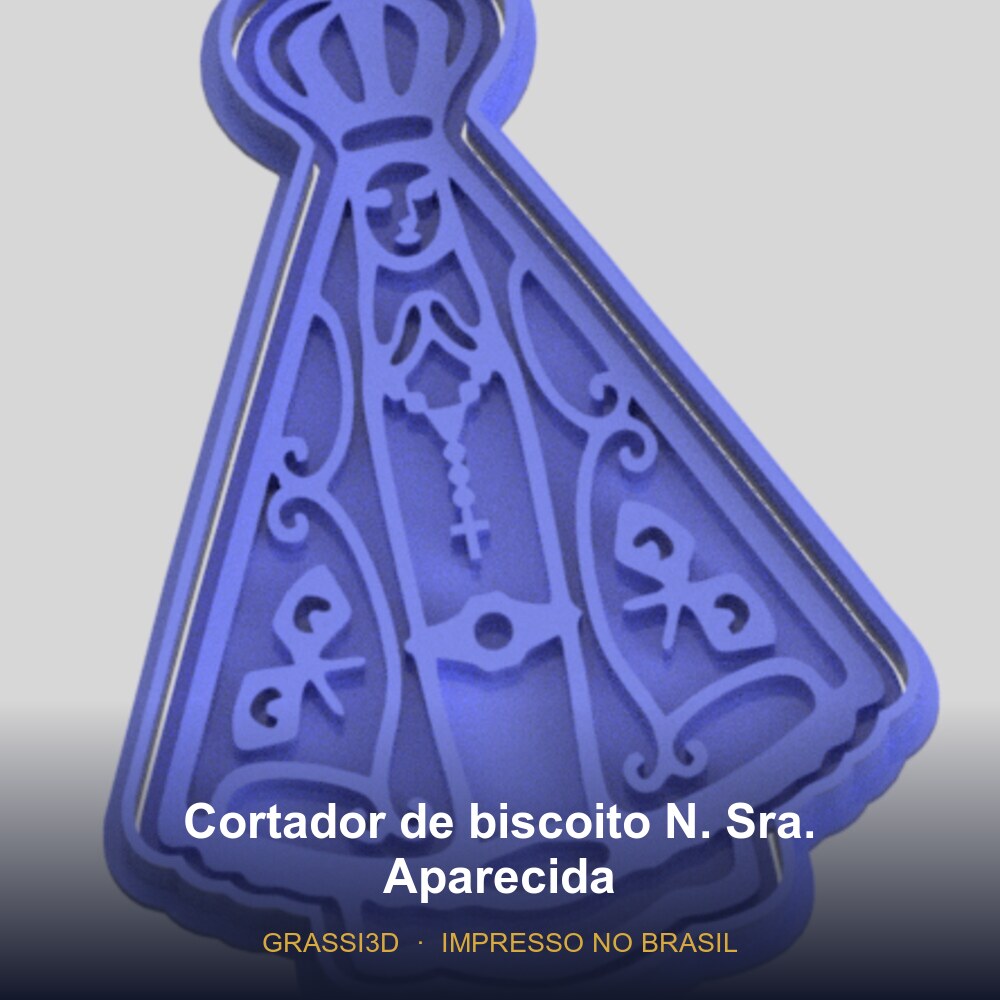 Cortador de biscoito N. Sra.
Aparecida
GRASSI3D · IMPRESSO NO BRASIL